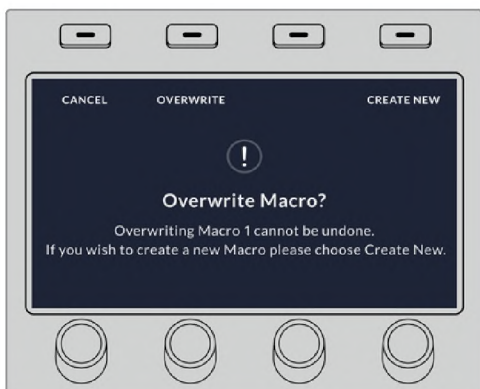 CANCEL OVERWRITE CREATE NEW
!
Overwrite Macro?
Overwriting Macro 1 cannot be undone.
If you wish to create a new Macro please choose Create New.